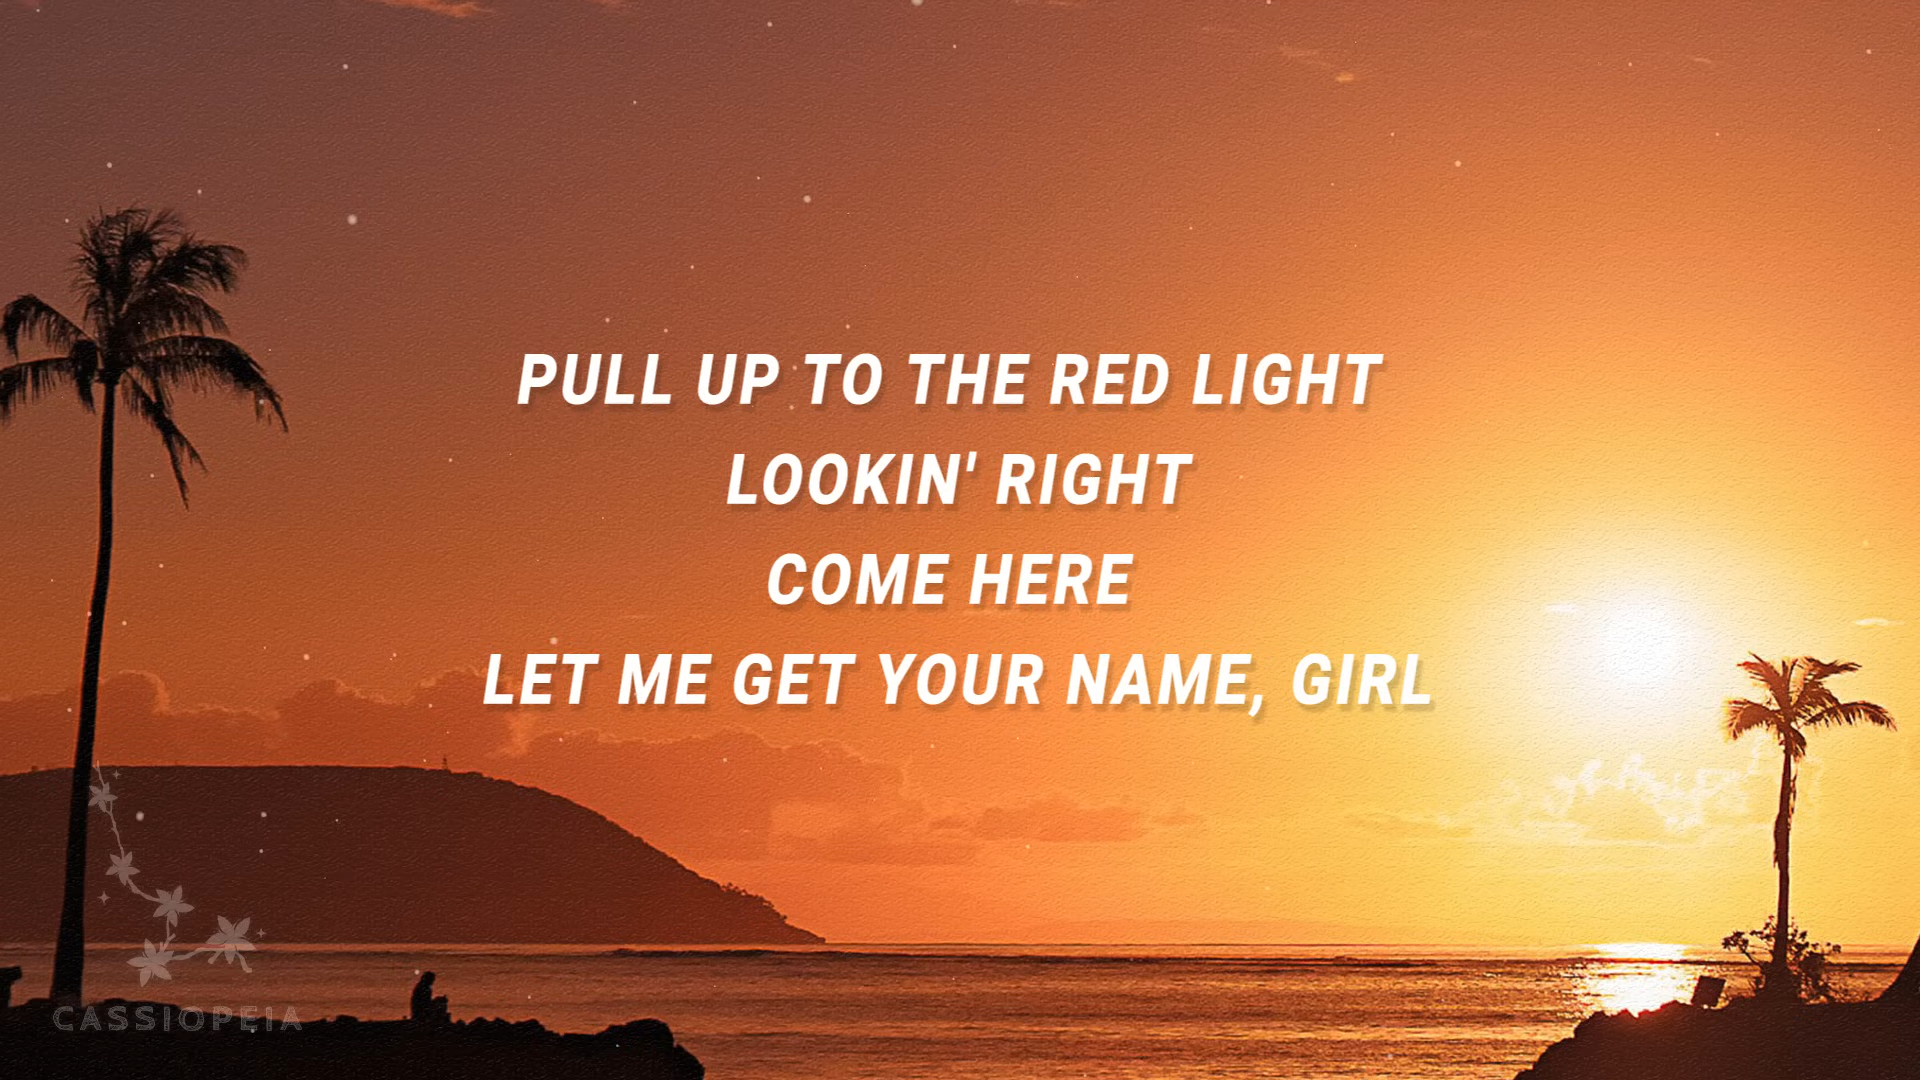 PULL UP TO THE RED LIGHT
LOOKIN' RIGHT
COME HERE
LET ME GET YOUR NAME, GIRL
CASSIOPEIA